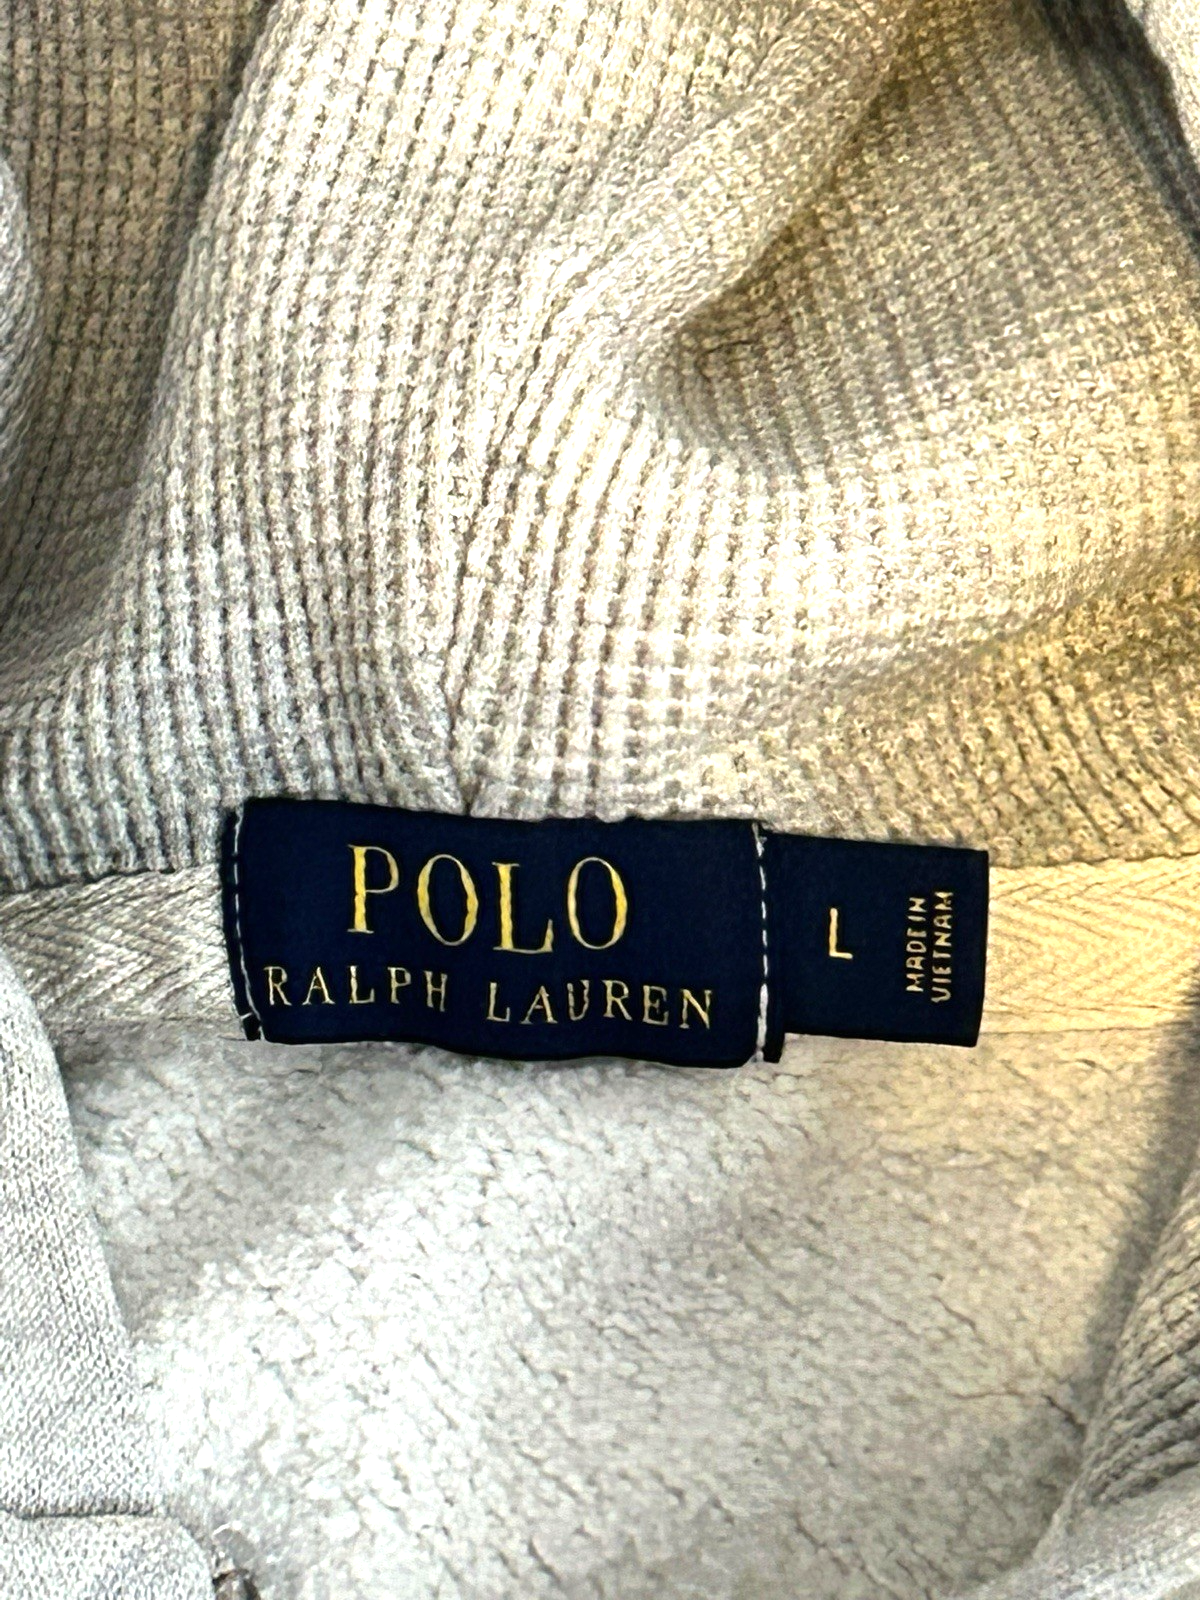 POLO
RALPH LAUREN
L
MADE IN
VIETNAM